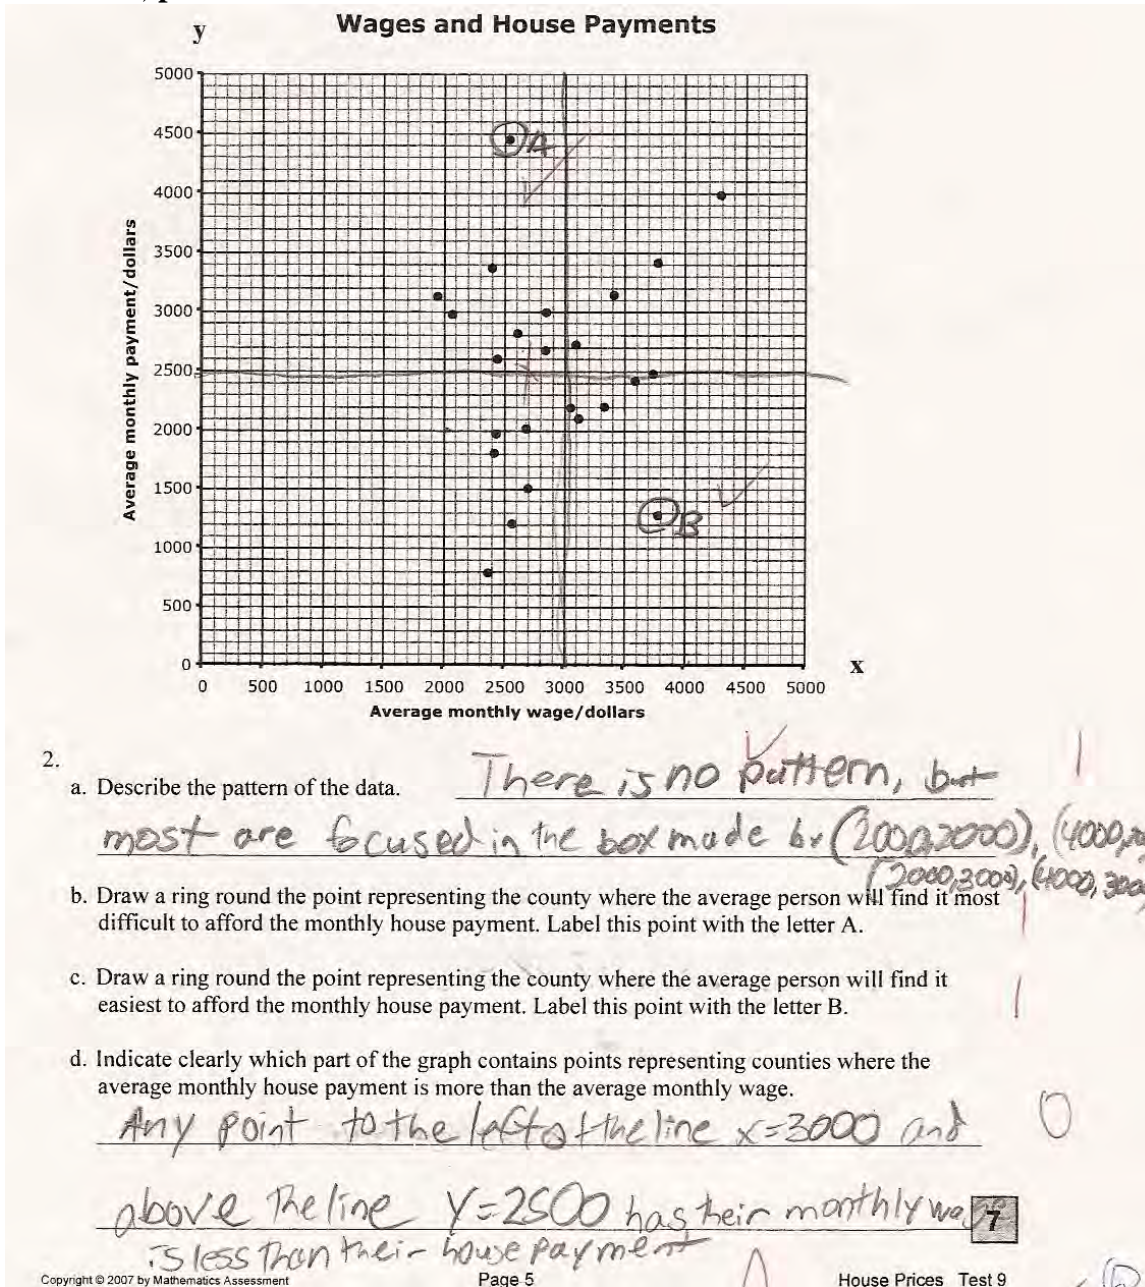 Wages and House Payments
y
5000
4500
4000
3500
3000
2500
2000
1500
1000
500
0
Average monthly payment/dollars
A
B
x
0 500 1000 1500 2000 2500 3000 3500 4000 4500 5000
Average monthly wage/dollars
2.
a. Describe the pattern of the data. There is no pattern, but 1
most are focused in the box made by (2000,2000), (4000,
(2000,3000), (4000, 300
b. Draw a ring round the point representing the county where the average person will find it most
difficult to afford the monthly house payment. Label this point with the letter A. 1
c. Draw a ring round the point representing the county where the average person will find it
easiest to afford the monthly house payment. Label this point with the letter B. 1
d. Indicate clearly which part of the graph contains points representing counties where the
average monthly house payment is more than the average monthly wage.
Any point to the left of the line x=3000 and 0
above The line y=2500 has their monthly wage 7
is less than their house payment
Copyright © 2007 by Mathematics Assessment Page 5 House Prices Test 9